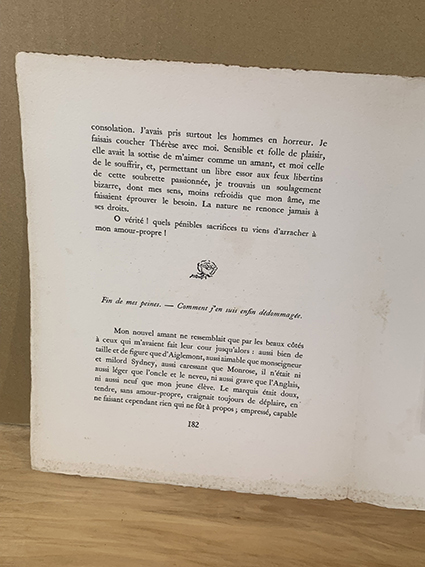 consolation. J'avais pris surtout les hommes en horreur. Je
faisais coucher Thérèse avec moi. Sensible et folle de plaisir,
elle avait la sottise de m'aimer comme un amant, et moi celle
de le souffrir, et, permettant un libre essor aux feux libertins
de cette soubrette passionnée, je trouvais un soulagement
bizarre, dont mes sens, moins refroidis que mon âme, me
faisaient éprouver le besoin. La nature ne renonce jamais à
ses droits.
O vérité ! quels pénibles sacrifices tu viens d'arracher à
mon amour-propre !
Fin de mes peines. — Comment j'en suis enfin dédommagée.
Mon nouvel amant ne ressemblait que par les beaux côtés
à ceux qui m'avaient fait leur cour jusqu'alors : aussi bien de
taille et de figure que d'Aiglemont, aussi aimable que monseigneur
et milord Sydney, aussi caressant que Monrose, il n'était ni
aussi léger que l'oncle et le neveu, ni aussi grave que l'Anglais,
ni aussi neuf que mon jeune élève. Le marquis était doux,
tendre, sans amour-propre, craignait toujours de déplaire, en
ne faisant cependant rien qui ne fût à propos ; empressé, capable
182